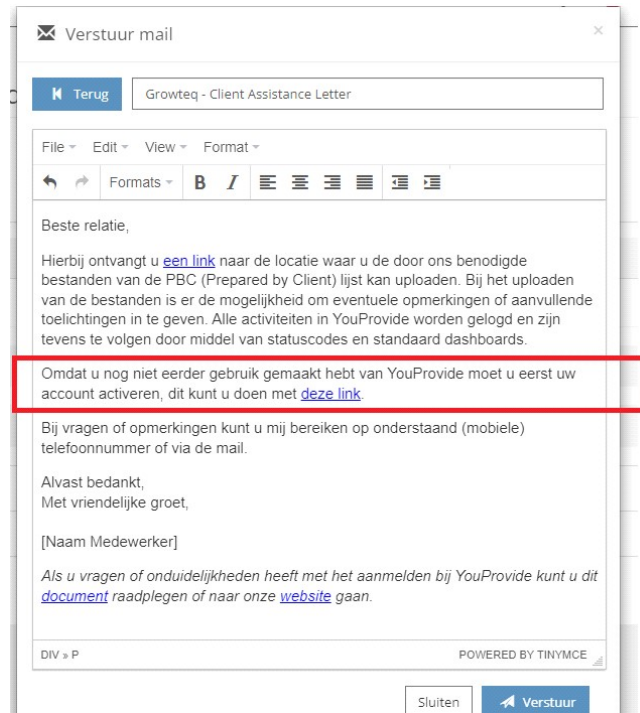 Verstuur mail
×
Terug
Growteq - Client Assistance Letter
File Edit View Format
Formats B I
Beste relatie,
Hierbij ontvangt u een link naar de locatie waar u de door ons benodigde
bestanden van de PBC (Prepared by Client) lijst kan uploaden. Bij het uploaden
van de bestanden is er de mogelijkheid om eventuele opmerkingen of aanvullende
toelichtingen in te geven. Alle activiteiten in YouProvide worden gelogd en zijn
tevens te volgen door middel van statuscodes en standaard dashboards.
Omdat u nog niet eerder gebruik gemaakt hebt van YouProvide moet u eerst uw
account activeren, dit kunt u doen met deze link.
Bij vragen of opmerkingen kunt u mij bereiken op onderstaand (mobiele)
telefoonnummer of via de mail.
Alvast bedankt,
Met vriendelijke groet,
[Naam Medewerker]
Als u vragen of onduidelijkheden heeft met het aanmelden bij YouProvide kunt u dit
document raadplegen of naar onze website gaan.
DIV » P
POWERED BY TINYMCE
Sluiten
Verstuur